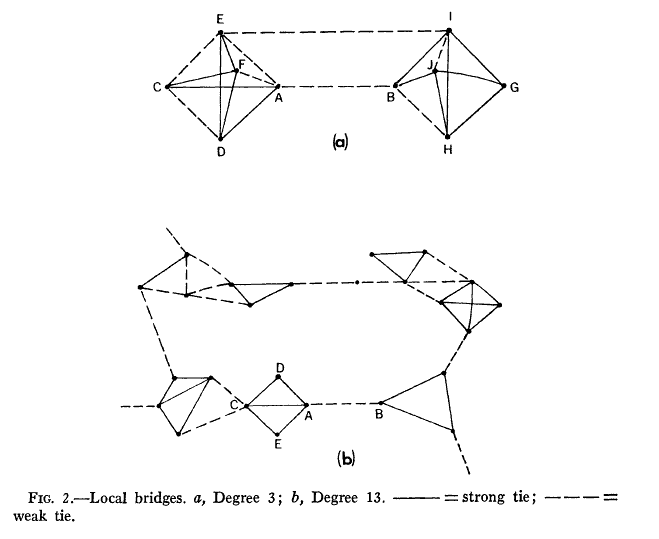 E I
F J
C A B G
D H
(a)
D
C A B
E
(b)
FIG. 2.—Local bridges. a, Degree 3; b, Degree 13. ——— = strong tie; – – – =
weak tie.